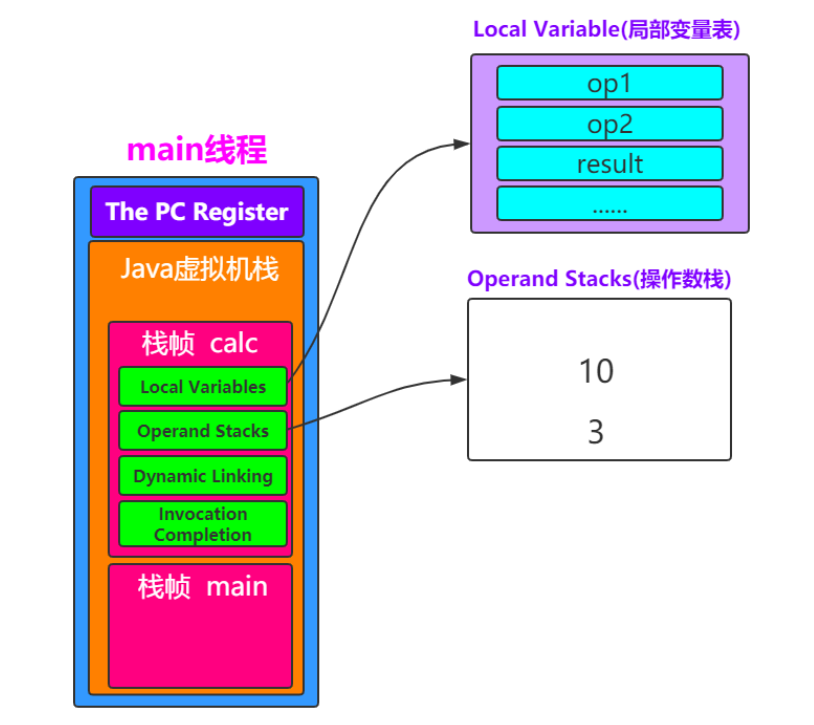 main线程
The PC Register
Java虚拟机栈
栈帧 calc
Local Variables
Operand Stacks
Dynamic Linking
Invocation
Completion
栈帧 main
Local Variable(局部变量表)
op1
op2
result
......
Operand Stacks(操作数栈)
10
3